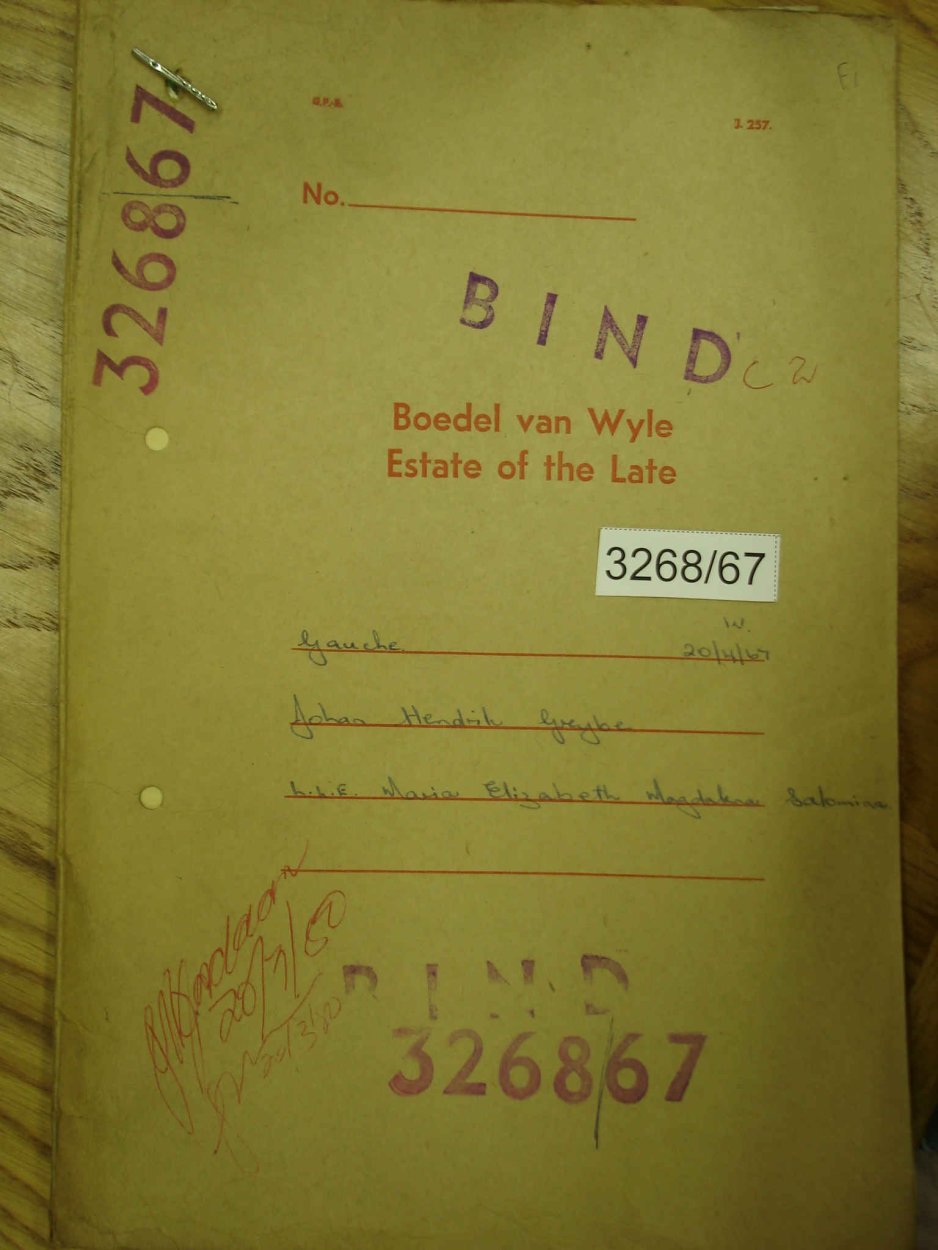 326867
F1
G.P.-S.
J. 257.
No.
BIND
Boedel van Wyle
Estate of the Late
3268/67
Gauche
20/4/67
Johan Hendrik Greybe
Maria Elizabeth Magdalena Salomina
BIND
3268/67